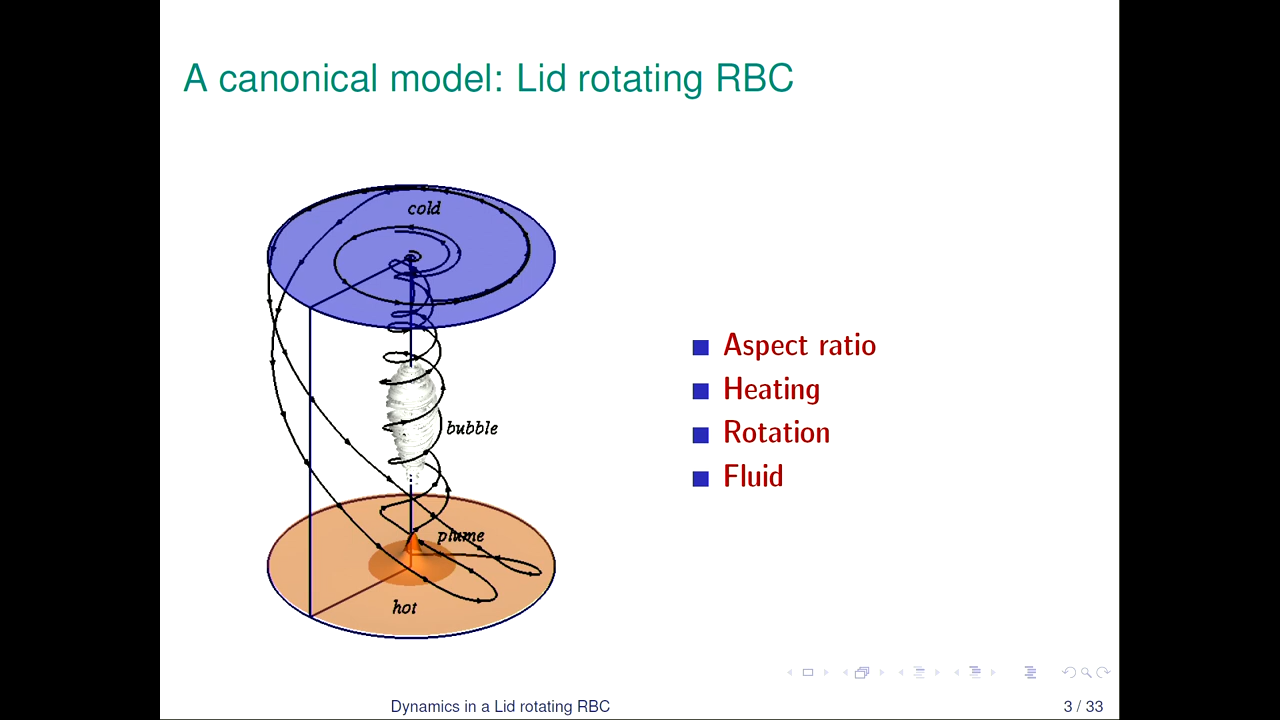 A canonical model: Lid rotating RBC
cold
bubble
plume
hot
Aspect ratio
Heating
Rotation
Fluid
Dynamics in a Lid rotating RBC
3 / 33